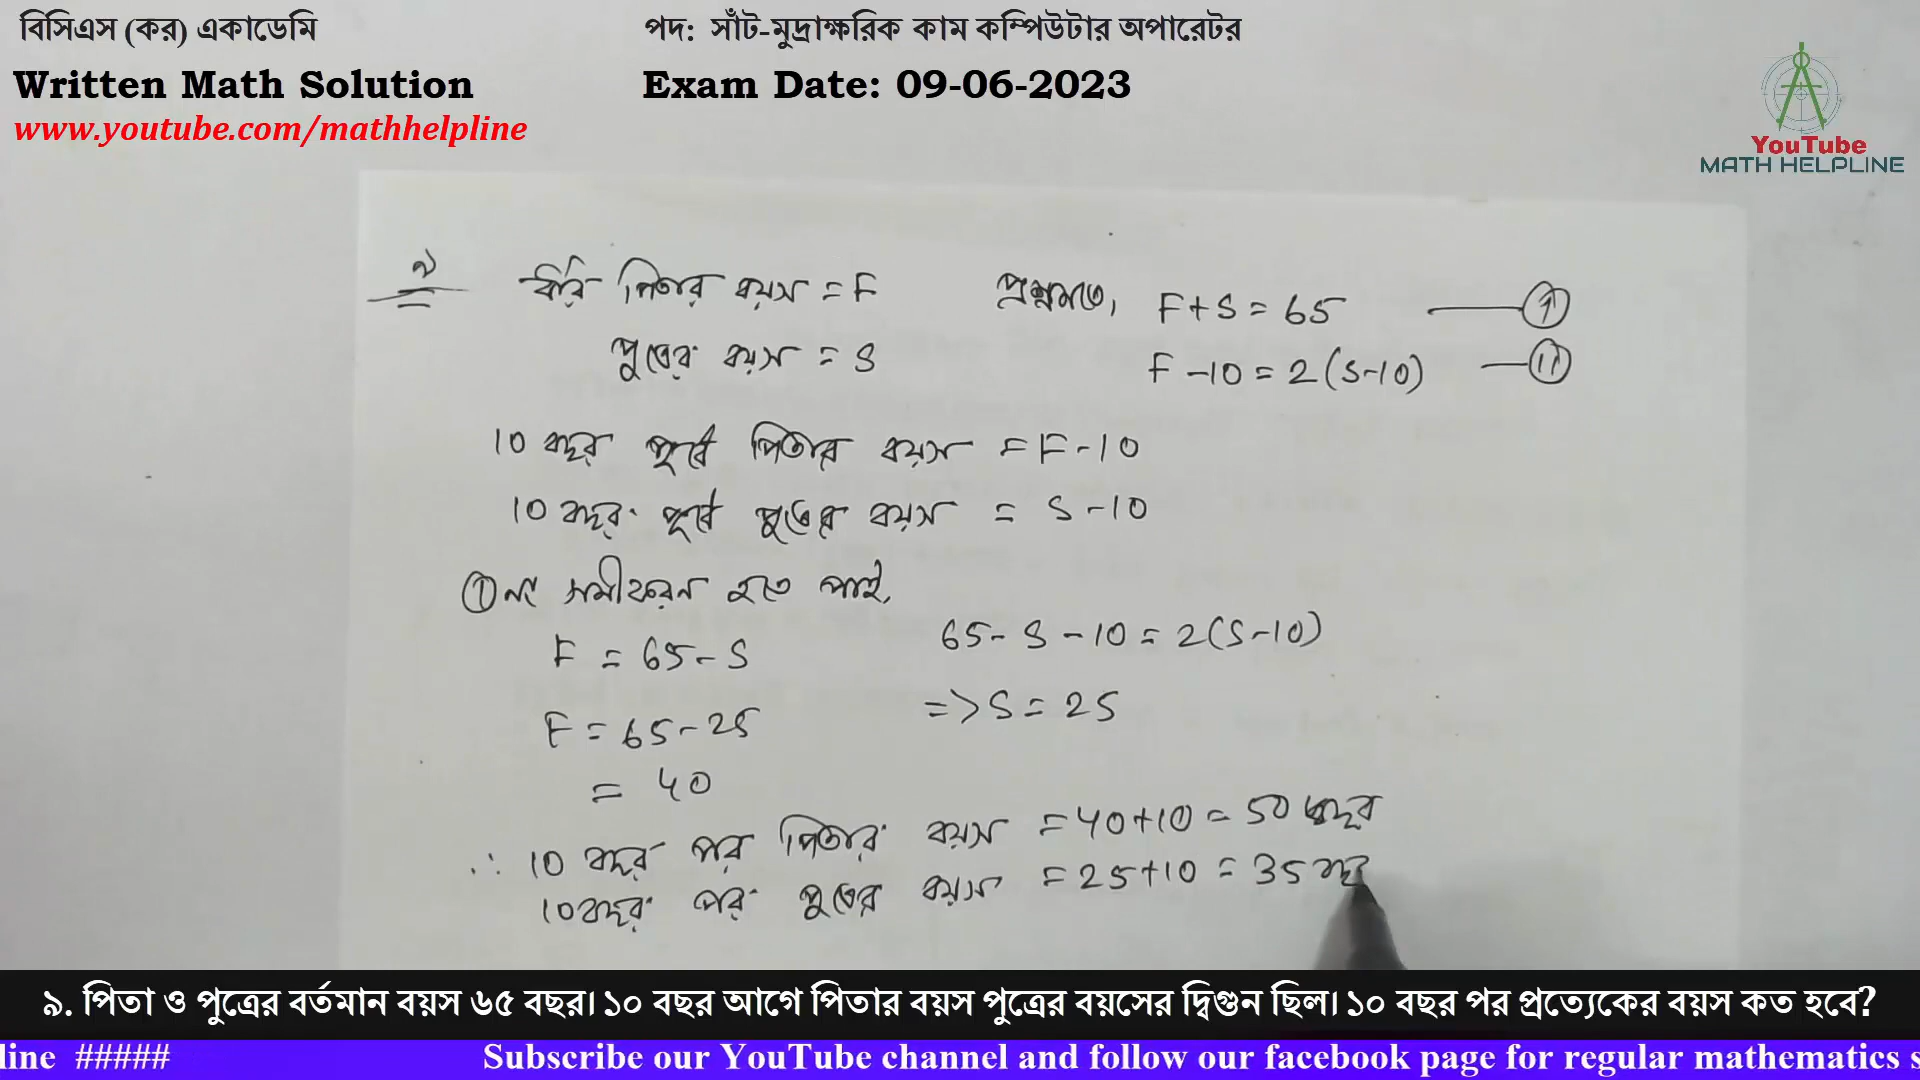 বিসিএস (কর) একাডেমি
পদ: সাঁট-মুদ্রাক্ষরিক কাম কম্পিউটার অপারেটর
Written Math Solution
Exam Date: 09-06-2023
www.youtube.com/mathhelpline
YouTube
MATH HELPLINE
৯
ধরি পিতার বয়স = F
পুত্রের বয়স = S
প্রশ্নমতে, F+S = 65 (i)
F -10 = 2(S-10) (ii)
10 বছর পূর্বে পিতার বয়স = F-10
10 বছর পূর্বে পুত্রের বয়স = S-10
(i) নং সমীকরন হতে পাই,
F = 65-S
65- S -10 = 2(S-10)
=> S = 25
F = 65-25
= 40
∴ 10 বছর পর পিতার বয়স = 40+10 = 50 বছর
10 বছর পর পুত্রের বয়স = 25+10 = 35 বছর
৯. পিতা ও পুত্রের বর্তমান বয়স ৬৫ বছর। ১০ বছর আগে পিতার বয়স পুত্রের বয়সের দ্বিগুন ছিল। ১০ বছর পর প্রত্যেকের বয়স কত হবে?
line ##### Subscribe our YouTube channel and follow our facebook page for regular mathematics s